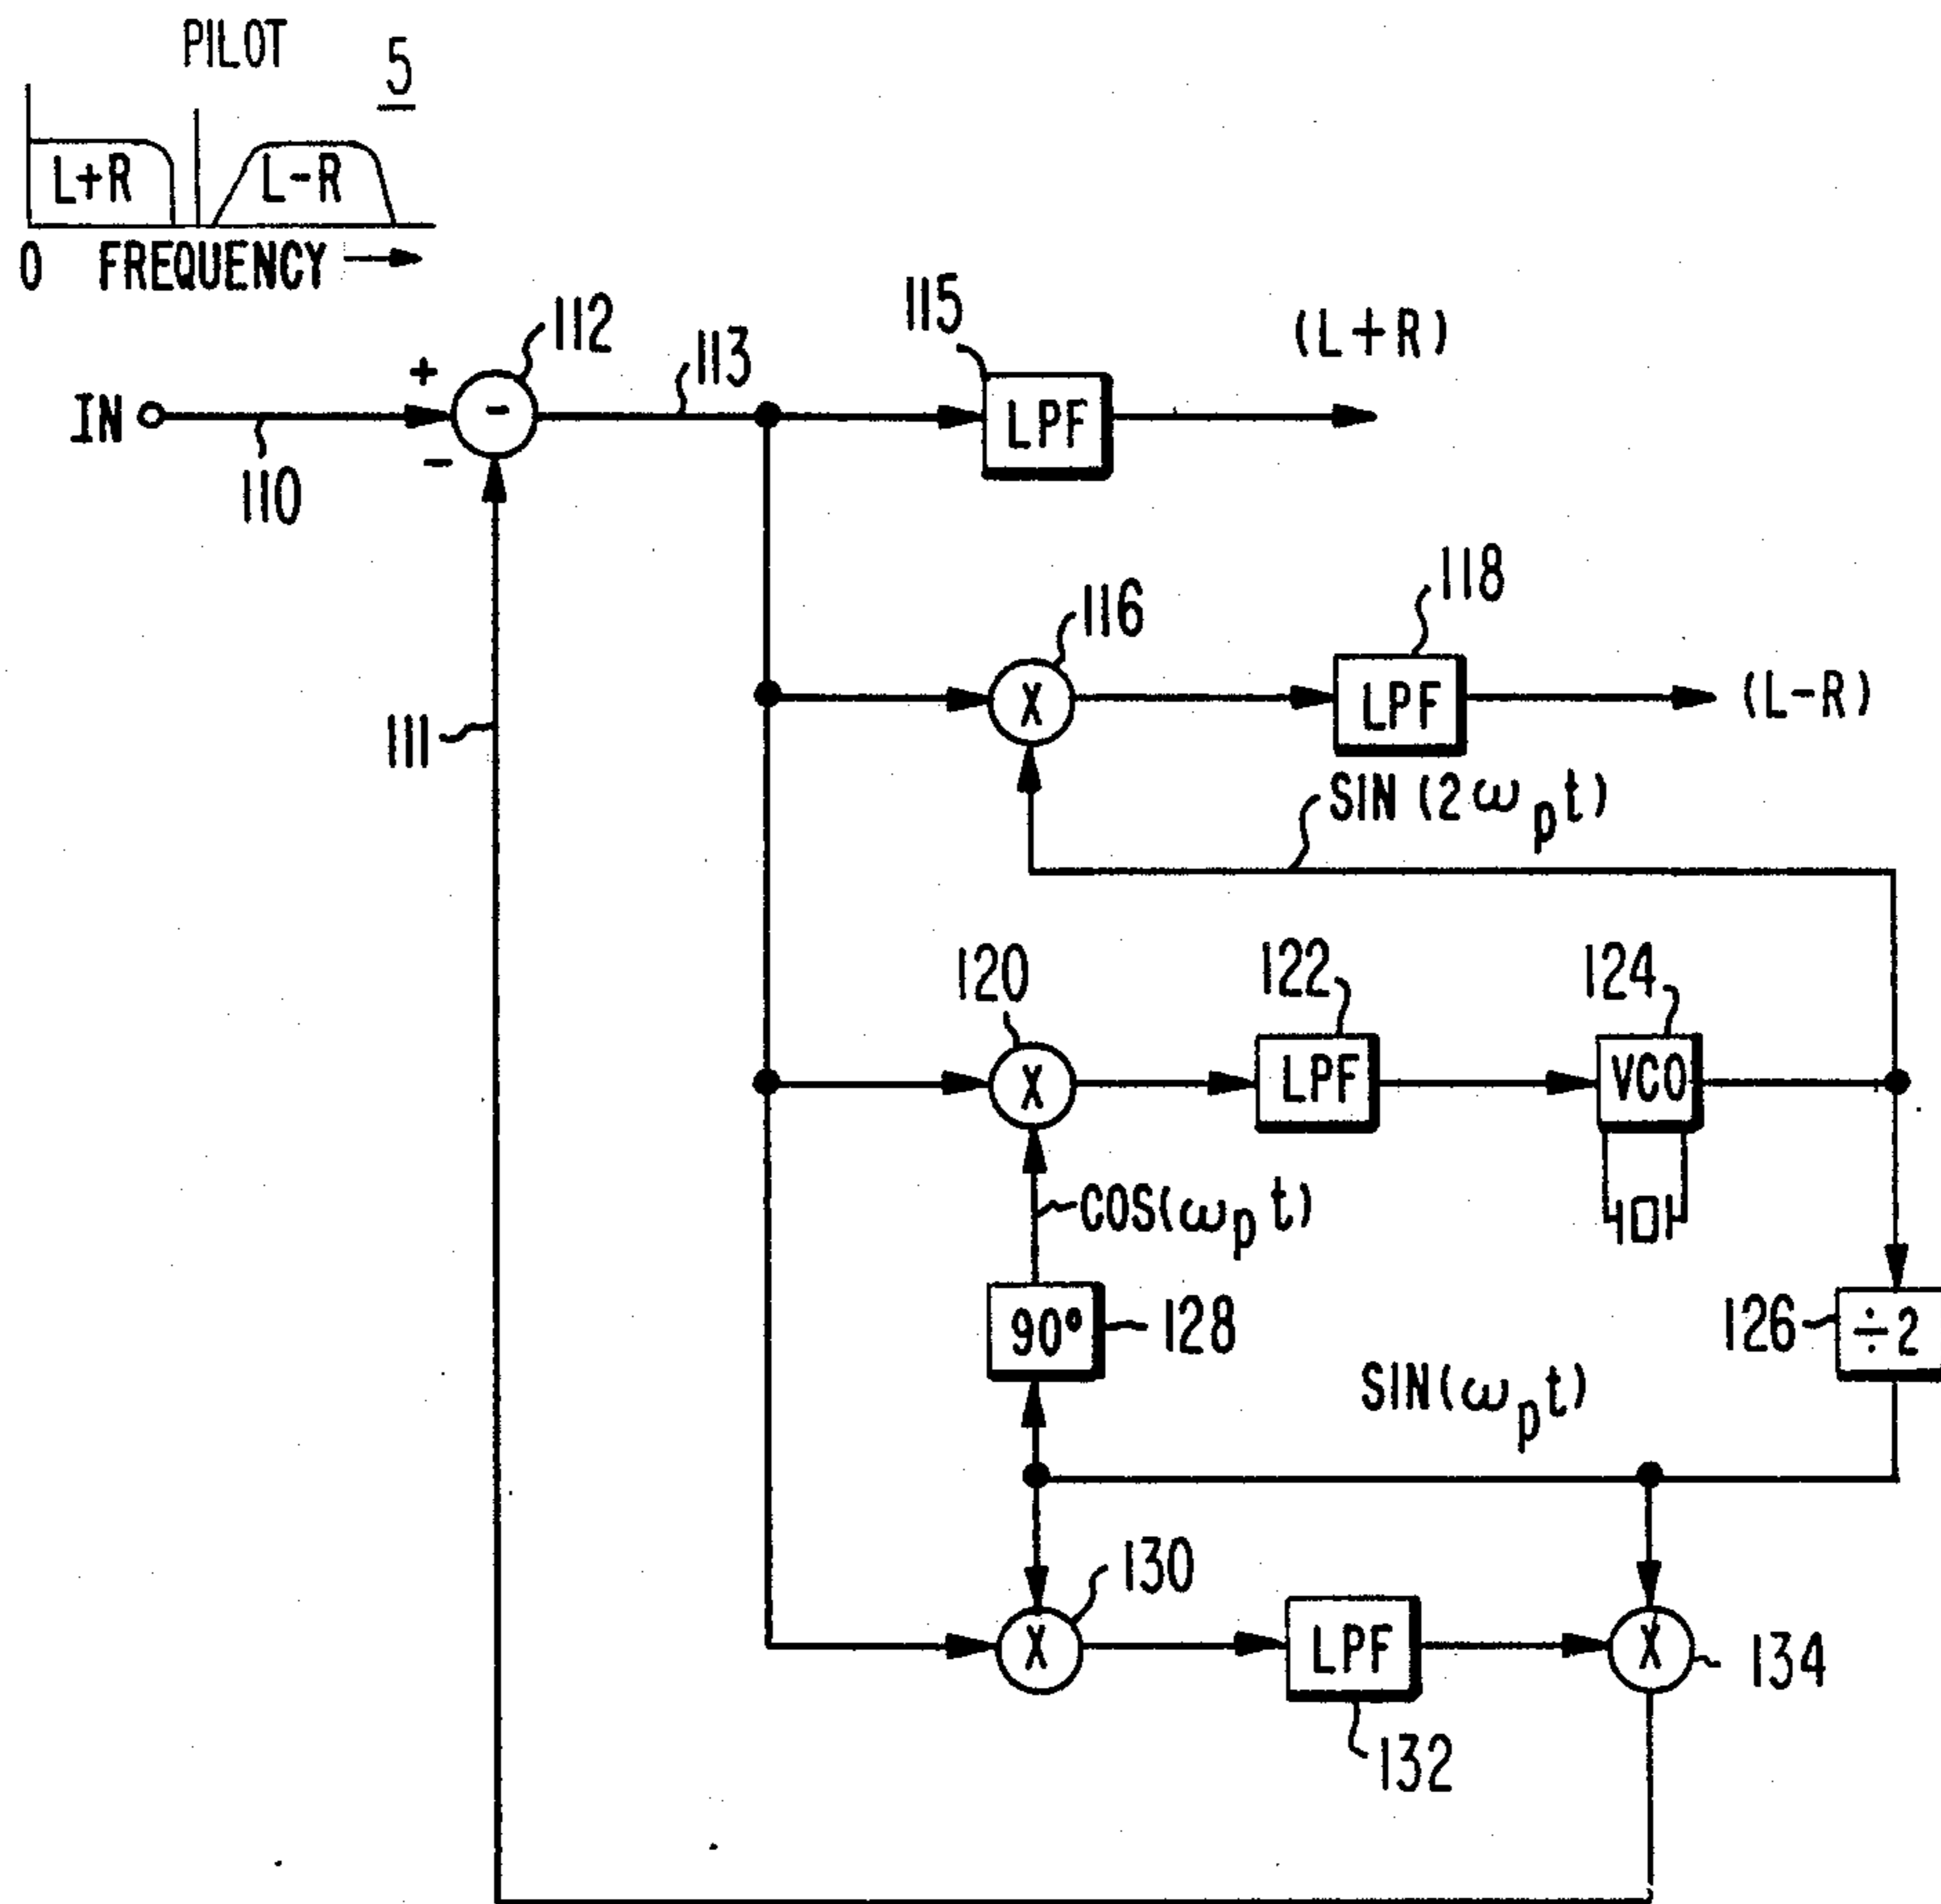 PILOT
5
L+R
L-R
0 FREQUENCY
112
115
113
(L+R)
+
IN
-
LPF
-
110
118
116
X
LPF
(L-R)
111
SIN (2ωpt)
120
122
124
X
LPF
VCO
COS(ωpt)
90°
128
126
÷2
SIN(ωpt)
130
X
LPF
X
134
132